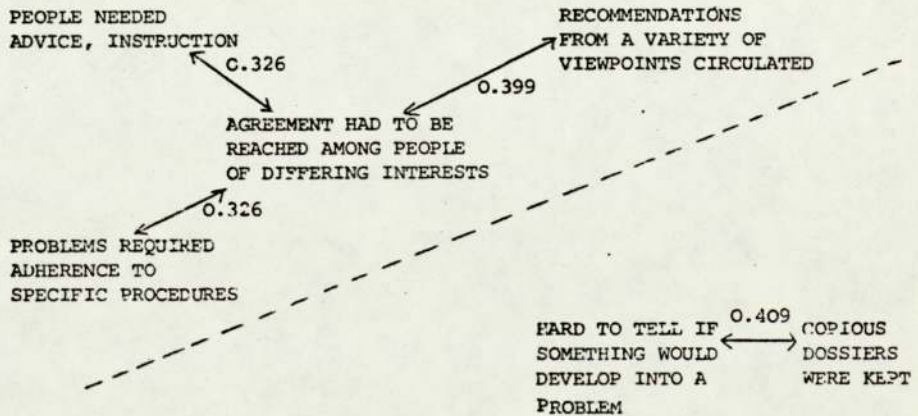 PEOPLE NEEDED
ADVICE, INSTRUCTION
0.326
RECOMMENDATIONS
FROM A VARIETY OF
VIEWPOINTS CIRCULATED
0.399
AGREEMENT HAD TO BE
REACHED AMONG PEOPLE
OF DIFFERING INTERESTS
0.326
PROBLEMS REQUIRED
ADHERENCE TO
SPECIFIC PROCEDURES
HARD TO TELL IF
SOMETHING WOULD
DEVELOP INTO A
PROBLEM
0.409
COPIOUS
DOSSIERS
WERE KEPT